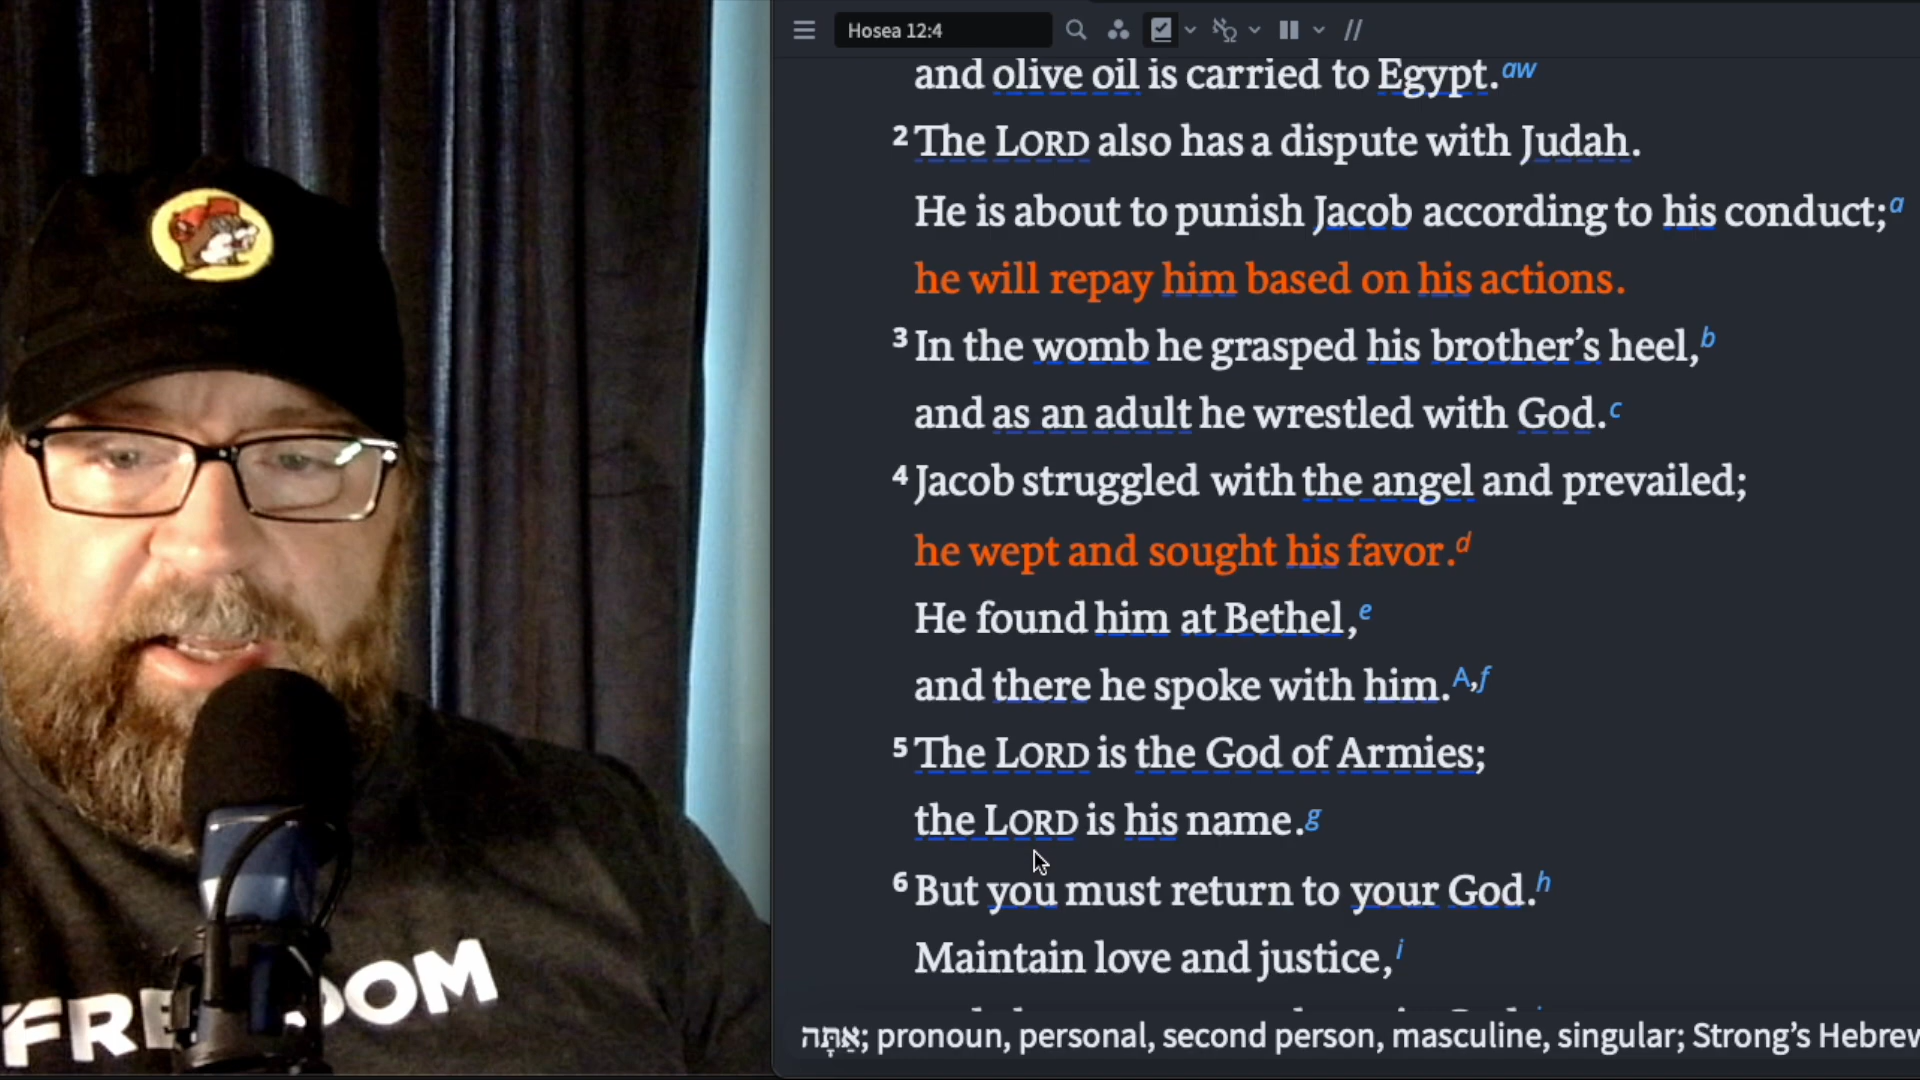 Hosea 12:4
and olive oil is carried to Egypt.aw
2 The LORD also has a dispute with Judah.
He is about to punish Jacob according to his conduct;a
he will repay him based on his actions.
3 In the womb he grasped his brother’s heel,b
and as an adult he wrestled with God.c
4 Jacob struggled with the angel and prevailed;
he wept and sought his favor.d
He found him at Bethel,e
and there he spoke with him.A,f
5 The LORD is the God of Armies;
the LORD is his name.g
6 But you must return to your God.h
Maintain love and justice,i
אַתָּה; pronoun, personal, second person, masculine, singular; Strong’s Hebrew